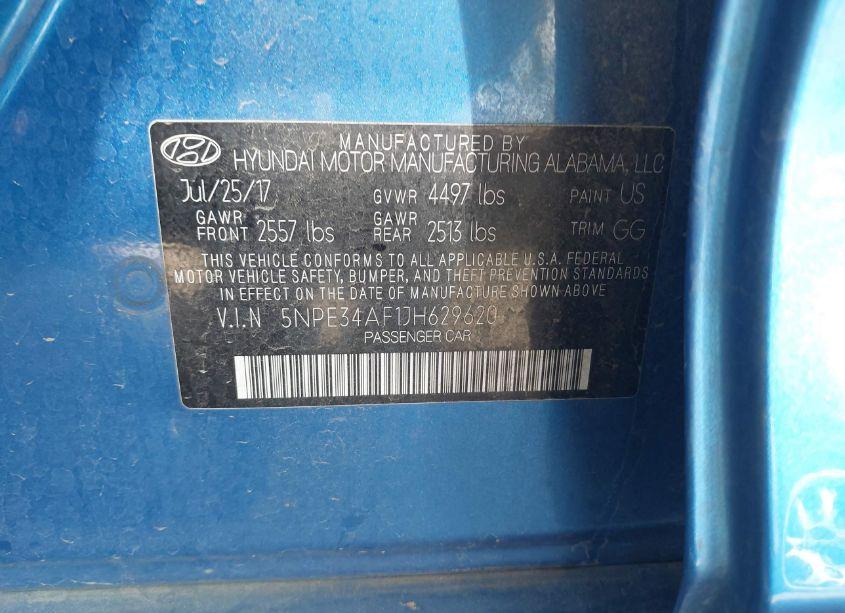 MANUFACTURED BY
HYUNDAI MOTOR MANUFACTURING ALABAMA, LLC
Jul/25/17 GVWR 4497 lbs PAINT US
GAWR FRONT 2557 lbs GAWR REAR 2513 lbs TRIM GG
THIS VEHICLE CONFORMS TO ALL APPLICABLE U.S.A. FEDERAL
MOTOR VEHICLE SAFETY, BUMPER, AND THEFT PREVENTION STANDARDS
IN EFFECT ON THE DATE OF MANUFACTURE SHOWN ABOVE
V.I.N 5NPE34AF1JH629620
PASSENGER CAR